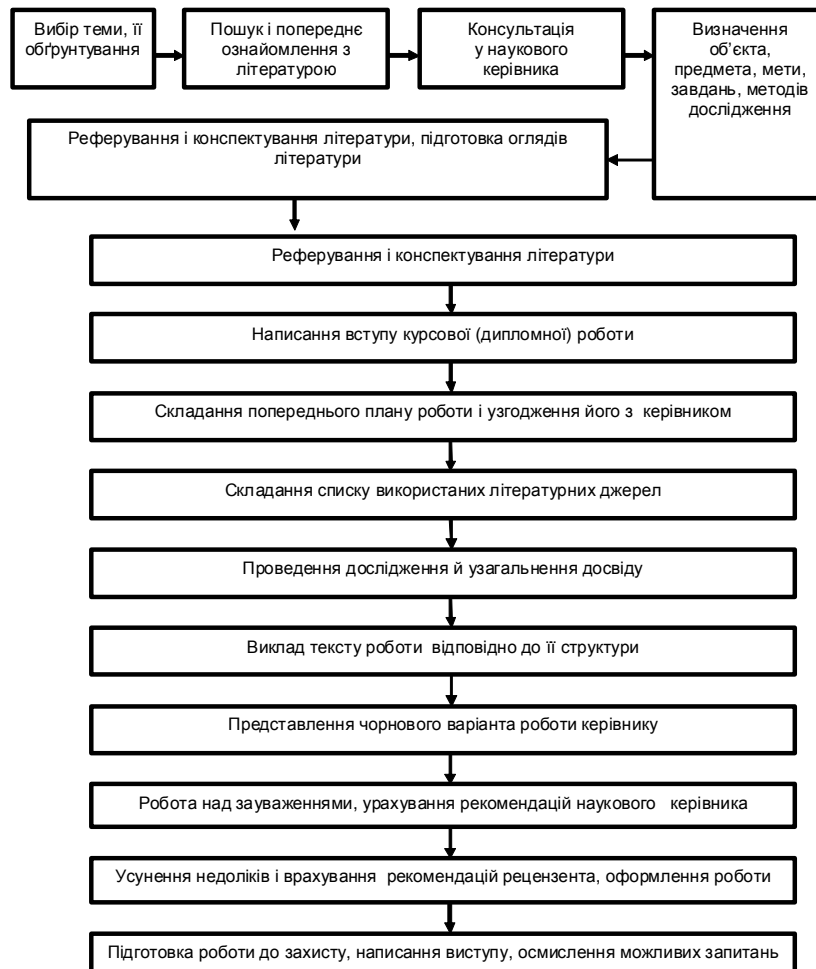 Вибір теми, її
обґрунтування
Пошук і попереднє
ознайомлення з
літературою
Консультація
у наукового
керівника
Визначення
об’єкта,
предмета, мети,
завдань, методів
дослідження
Реферування і конспектування літератури, підготовка оглядів
літератури
Реферування і конспектування літератури
Написання вступу курсової (дипломної) роботи
Складання попереднього плану роботи і узгодження його з керівником
Складання списку використаних літературних джерел
Проведення дослідження й узагальнення досвіду
Виклад тексту роботи відповідно до її структури
Представлення чорнового варіанта роботи керівнику
Робота над зауваженнями, урахування рекомендацій наукового керівника
Усунення недоліків і врахування рекомендацій рецензента, оформлення роботи
Підготовка роботи до захисту, написання виступу, осмислення можливих запитань